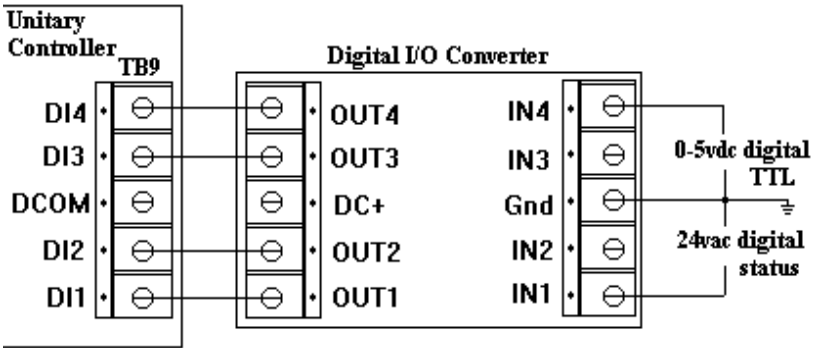 Unitary
Controller
TB9
Digital I/O Converter
DI4
OUT4
IN4
DI3
OUT3
IN3
0-5vdc digital
TTL
DCOM
DC+
Gnd
DI2
OUT2
IN2
24vac digital
status
DI1
OUT1
IN1